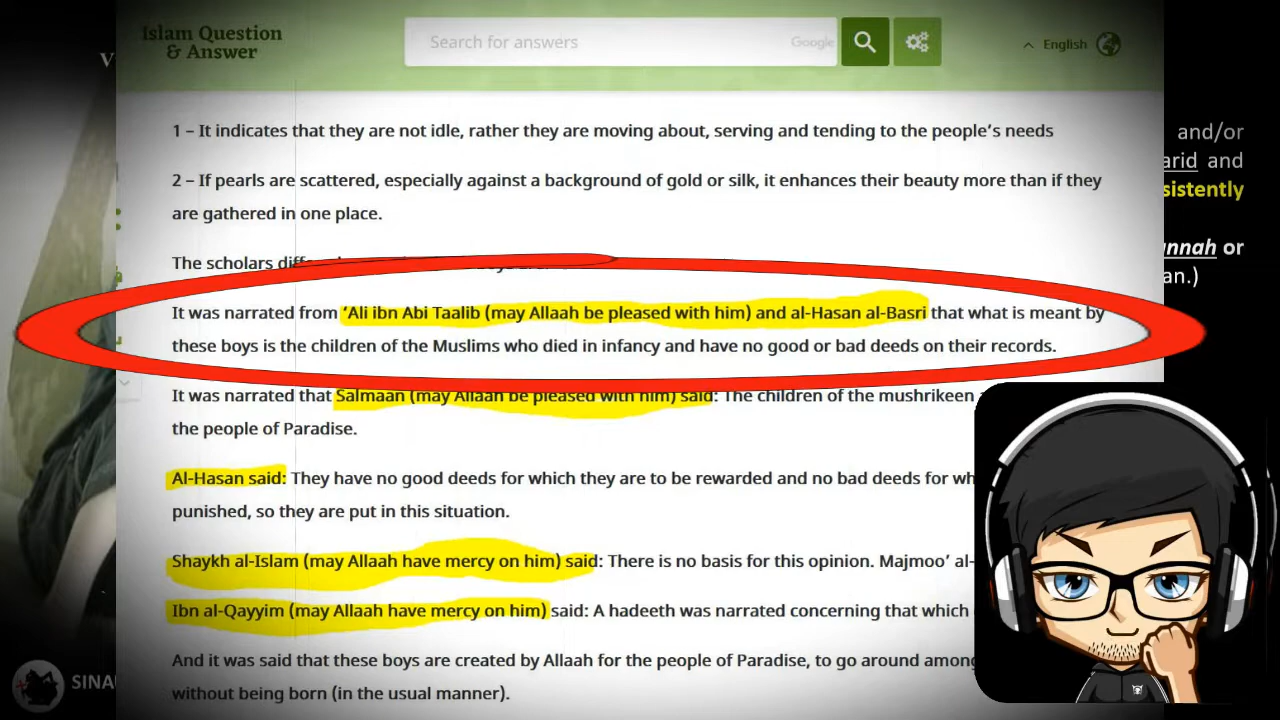 V
Islam Question
& Answer
Search for answers
Google
English
and/or
arid and
sistently
nnah or
an.)
1 – It indicates that they are not idle, rather they are moving about, serving and tending to the people's needs
2 – If pearls are scattered, especially against a background of gold or silk, it enhances their beauty more than if they
are gathered in one place.
The scholars
It was narrated from 'Ali ibn Abi Taalib (may Allaah be pleased with him) and al-Hasan al-Basri that what is meant by
these boys is the children of the Muslims who died in infancy and have no good or bad deeds on their records.
It was narrated that Salmaan (may Allaah be pleased with him) said: The children of the mushrikeen
the people of Paradise.
Al-Hasan said: They have no good deeds for which they are to be rewarded and no bad deeds for
punished, so they are put in this situation.
Shaykh al-Islam (may Allaah have mercy on him) said: There is no basis for this opinion. Majmoo' al-
Ibn al-Qayyim (may Allaah have mercy on him) said: A hadeeth was narrated concerning that which
And it was said that these boys are created by Allaah for the people of Paradise, to go around
without being born (in the usual manner).
SINA